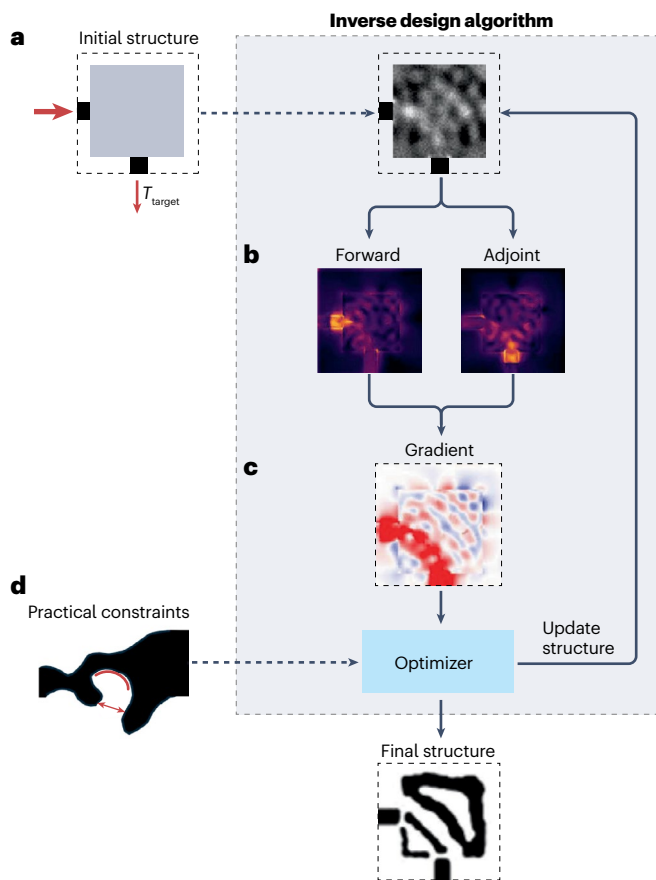 Inverse design algorithm
a
Initial structure
T target
b
Forward
Adjoint
c
Gradient
d
Practical constraints
Optimizer
Update
structure
Final structure